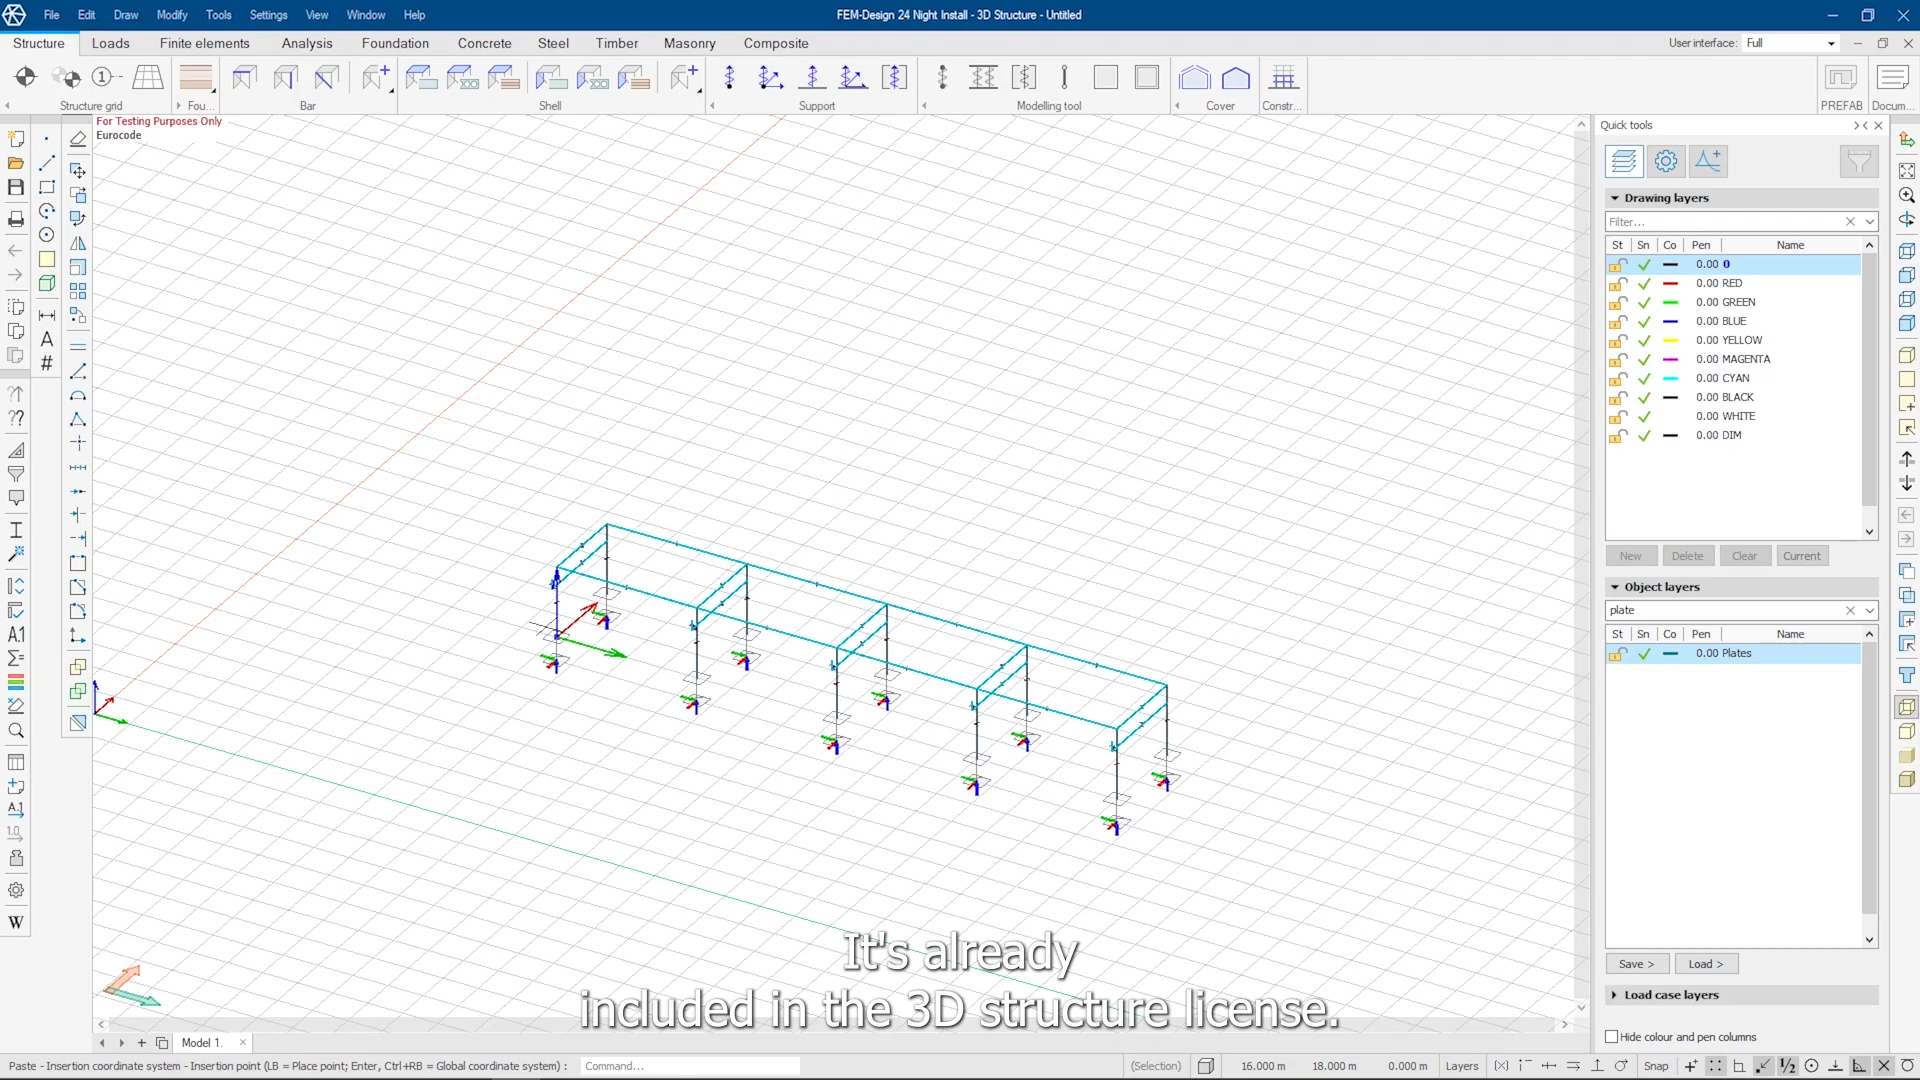 File Edit Draw Modify Tools Settings View Window Help
FEM-Design 24 Night Install - 3D Structure - Untitled
Structure Loads Finite elements Analysis Foundation Concrete Steel Timber Masonry Composite
User interface: Full
Structure grid Fou... Bar Shell Support Modelling tool Cover Constr... PREFAB Docum...
For Testing Purposes Only
Eurocode
Quick tools
Drawing layers
Filter...
St Sn Co Pen Name
0.00 0
0.00 RED
0.00 GREEN
0.00 BLUE
0.00 YELLOW
0.00 MAGENTA
0.00 CYAN
0.00 BLACK
0.00 WHITE
0.00 DIM
New Delete Clear Current
Object layers
plate
St Sn Co Pen Name
0.00 Plates
Save > Load >
Load case layers
Hide colour and pen columns
It's already
included in the 3D structure license.
Model 1.
Paste - Insertion coordinate system - Insertion point (LB = Place point; Enter, Ctrl+RB = Global coordinate system) : Command... (Selection) 16.000 m 18.000 m 0.000 m Layers Snap